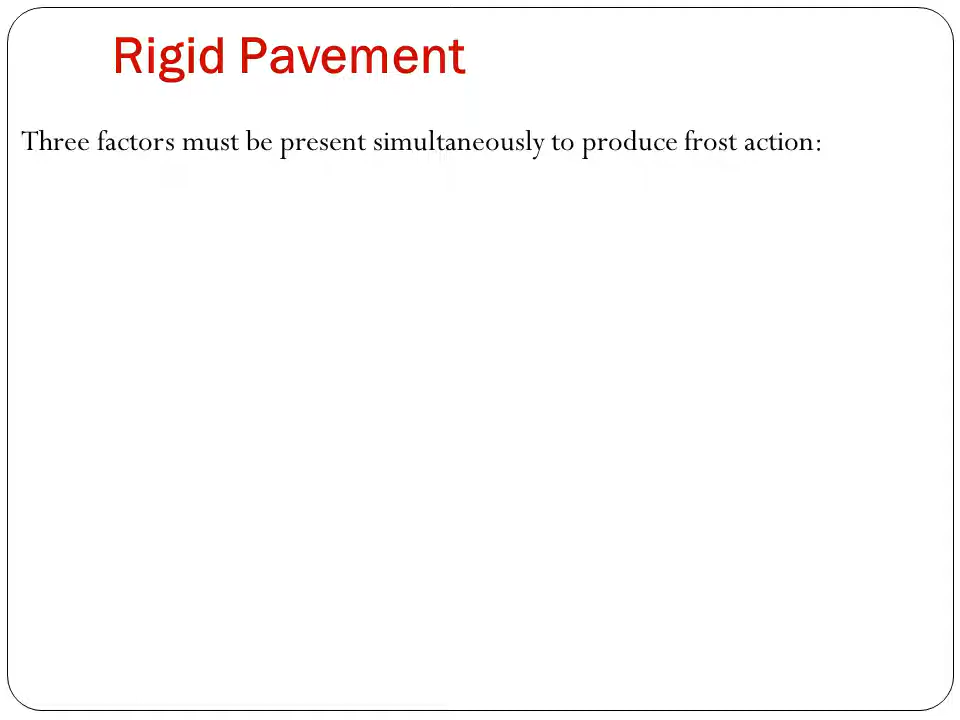 Rigid Pavement
Three factors must be present simultaneously to produce frost action: